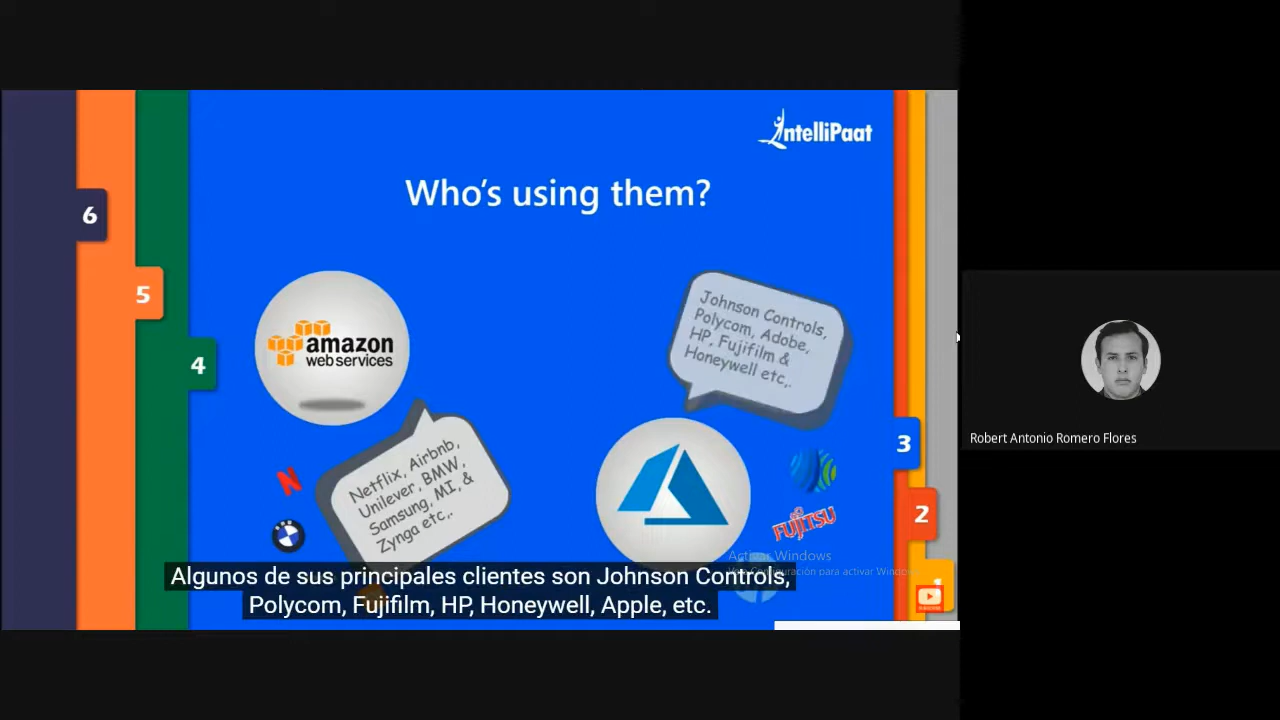 IntelliPaat
Who's using them?
6
5
4
amazon
webservices
Johnson Controls,
Polycom, Adobe,
HP, Fujifilm &
Honeywell etc,.
Netflix, Airbnb,
Unilever, BMW,
Samsung, MI, &
Zynga etc,.
N
FUJITSU
3
2
1
Activar Windows
Algunos de sus principales clientes son Johnson Controls,
Polycom, Fujifilm, HP, Honeywell, Apple, etc.
Robert Antonio Romero Flores